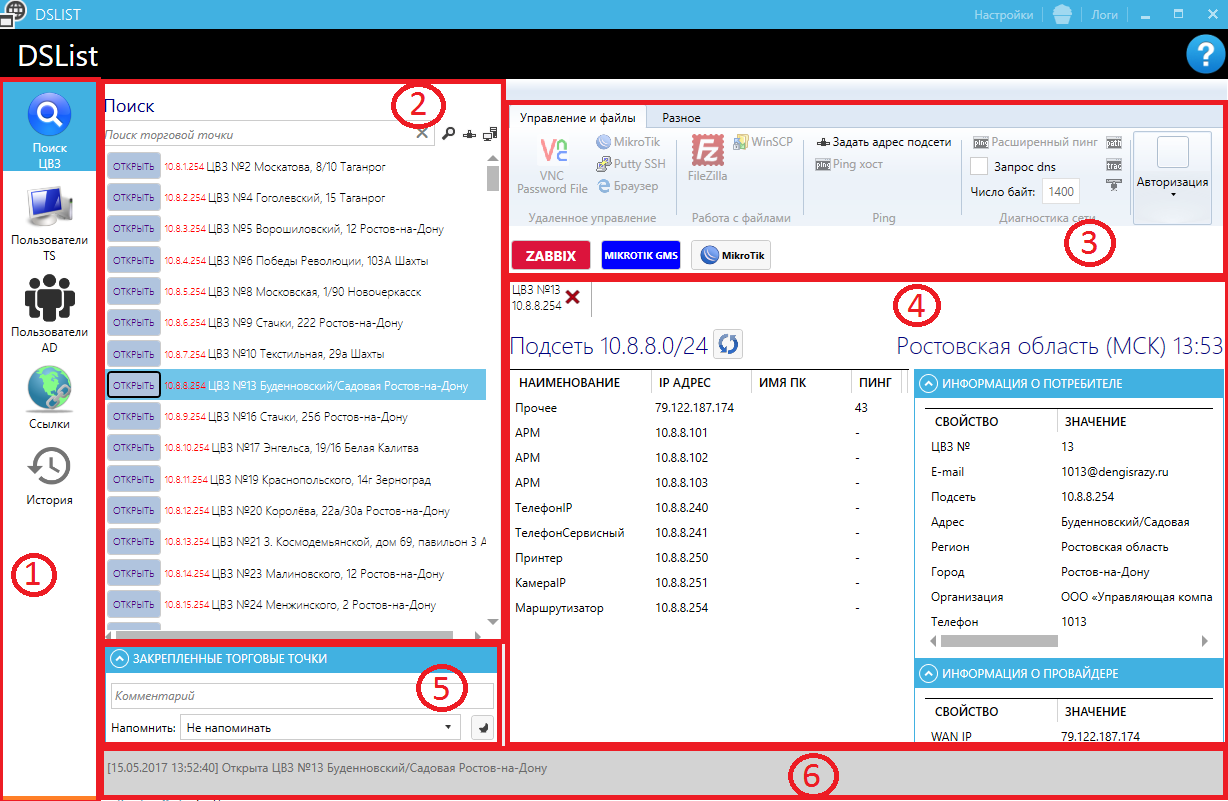 DSLIST
Настройки
Логи
DSList
?
Поиск ЦВЗ
Пользователи TS
Пользователи AD
Ссылки
История
1
Поиск
2
Поиск торговой точки
ОТКРЫТЬ 10.8.1.254 ЦВЗ №2 Москатова, 8/10 Таганрог
ОТКРЫТЬ 10.8.2.254 ЦВЗ №4 Гоголевский, 15 Таганрог
ОТКРЫТЬ 10.8.3.254 ЦВЗ №5 Ворошиловский, 12 Ростов-на-Дону
ОТКРЫТЬ 10.8.4.254 ЦВЗ №6 Победы Революции, 103А Шахты
ОТКРЫТЬ 10.8.5.254 ЦВЗ №8 Московская, 1/90 Новочеркасск
ОТКРЫТЬ 10.8.6.254 ЦВЗ №9 Стачки, 222 Ростов-на-Дону
ОТКРЫТЬ 10.8.7.254 ЦВЗ №10 Текстильная, 29а Шахты
ОТКРЫТЬ 10.8.8.254 ЦВЗ №13 Буденновский/Садовая Ростов-на-Дону
ОТКРЫТЬ 10.8.9.254 ЦВЗ №16 Стачки, 25б Ростов-на-Дону
ОТКРЫТЬ 10.8.10.254 ЦВЗ №17 Энгельса, 19/16 Белая Калитва
ОТКРЫТЬ 10.8.11.254 ЦВЗ №19 Краснопольского, 14г Зерноград
ОТКРЫТЬ 10.8.12.254 ЦВЗ №20 Королёва, 22а/30а Ростов-на-Дону
ОТКРЫТЬ 10.8.13.254 ЦВЗ №21 З. Космодемьянской, дом 69, павильон 3 А
ОТКРЫТЬ 10.8.14.254 ЦВЗ №23 Малиновского, 12 Ростов-на-Дону
ОТКРЫТЬ 10.8.15.254 ЦВЗ №24 Менжинского, 2 Ростов-на-Дону
ЗАКРЕПЛЕННЫЕ ТОРГОВЫЕ ТОЧКИ
5
Комментарий
Напомнить: Не напоминать
Управление и файлы
Разное
VNC Password File
MikroTik
Putty SSH
Браузер
Удаленное управление
FileZilla
WinSCP
Работа с файлами
Задать адрес подсети
ping Ping хост
Ping
ping Расширенный пинг
path
Запрос dns
trac
Число байт: 1400
Диагностика сети
Авторизация
3
ZABBIX
MIKROTIK GMS
MikroTik
ЦВЗ №13
10.8.8.254
4
Подсеть 10.8.8.0/24
Ростовская область (МСК) 13:53
НАИМЕНОВАНИЕ IP АДРЕС ИМЯ ПК ПИНГ
Прочее 79.122.187.174 43
АРМ 10.8.8.101 -
АРМ 10.8.8.102 -
АРМ 10.8.8.103 -
ТелефонIP 10.8.8.240 -
ТелефонСервисный 10.8.8.241 -
Принтер 10.8.8.250 -
КамераIP 10.8.8.251 -
Маршрутизатор 10.8.8.254 -
ИНФОРМАЦИЯ О ПОТРЕБИТЕЛЕ
СВОЙСТВО ЗНАЧЕНИЕ
ЦВЗ № 13
E-mail 1013@dengisrazy.ru
Подсеть 10.8.8.254
Адрес Буденновский/Садовая
Регион Ростовская область
Город Ростов-на-Дону
Организация ООО «Управляющая компа
Телефон 1013
ИНФОРМАЦИЯ О ПРОВАЙДЕРЕ
СВОЙСТВО ЗНАЧЕНИЕ
WAN IP 79.122.187.174
[15.05.2017 13:52:40] Открыта ЦВЗ №13 Буденновский/Садовая Ростов-на-Дону
6